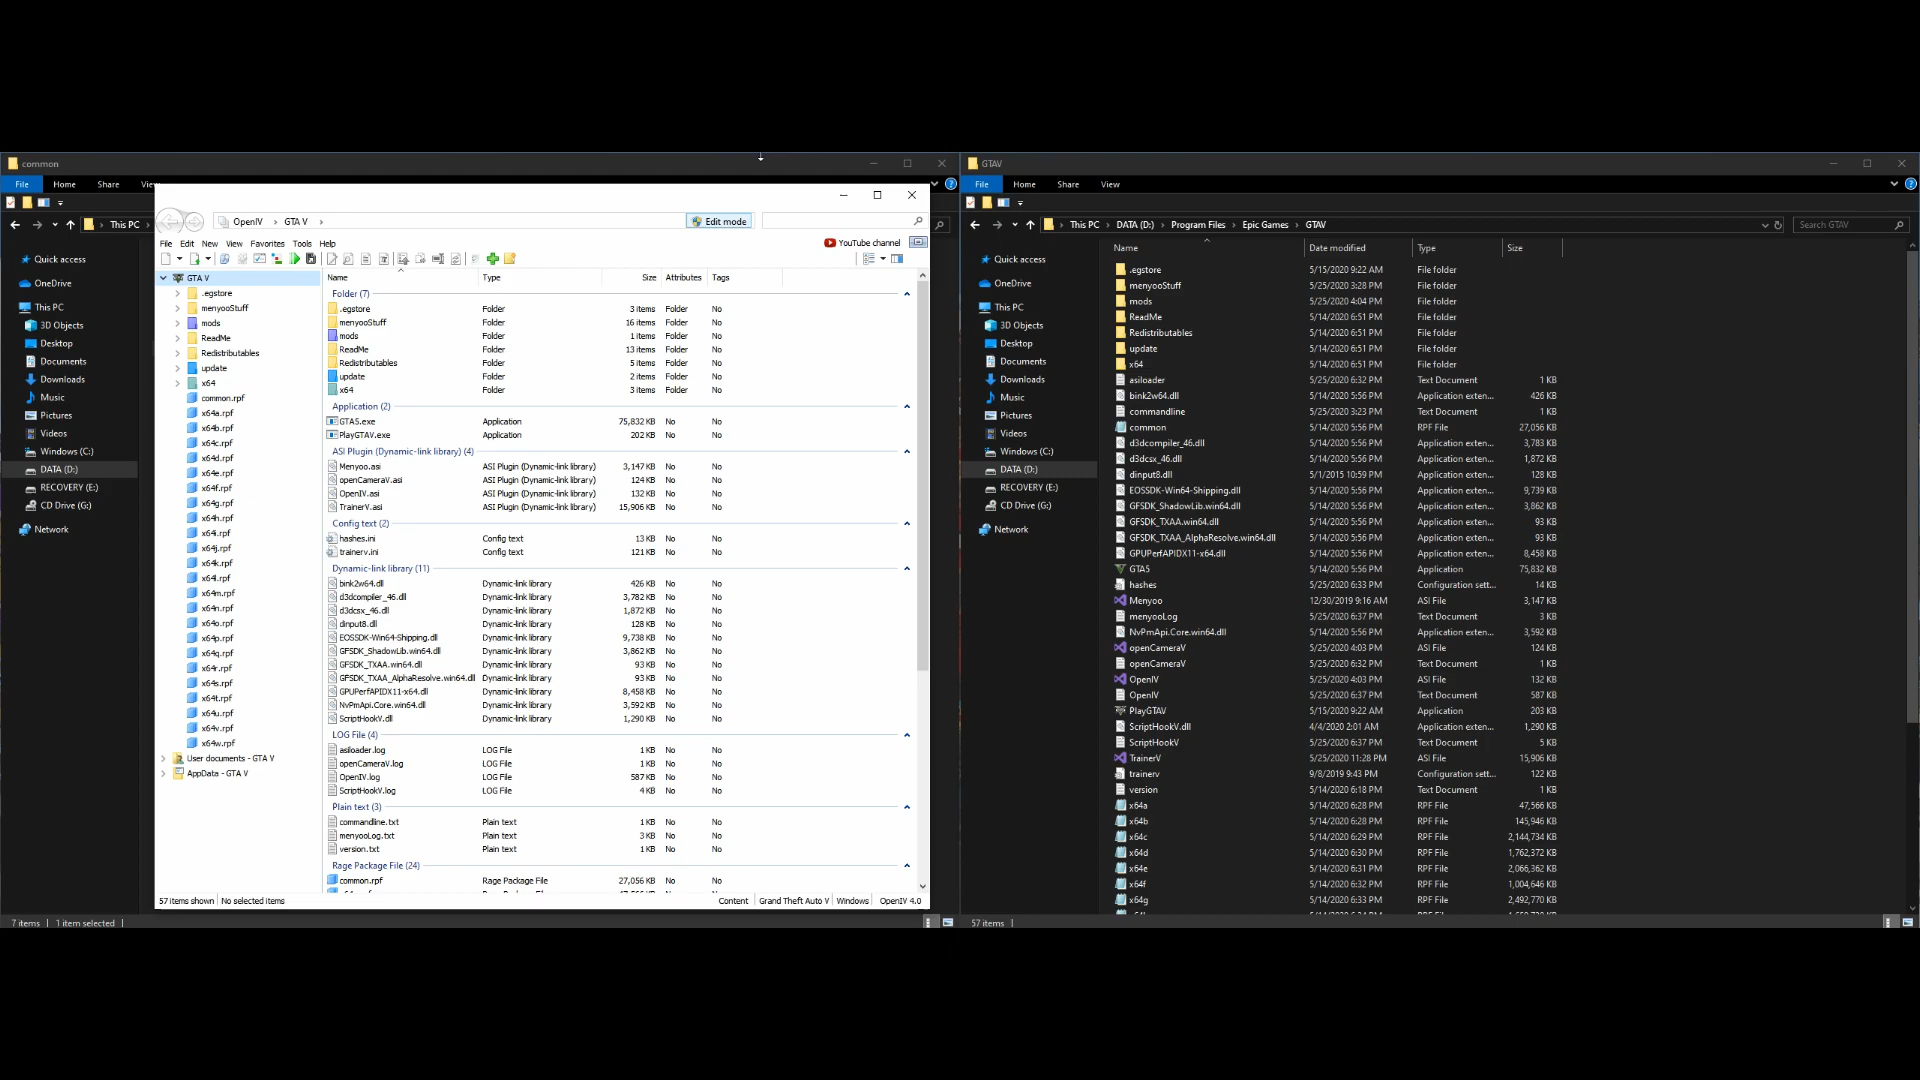 common
File Home Share View
This PC
Quick access
OneDrive
This PC
3D Objects
Desktop
Documents
Downloads
Music
Pictures
Videos
Windows (C:)
DATA (D:)
RECOVERY (E:)
CD Drive (G:)
Network
7 items 1 item selected
OpenIV GTA V
Edit mode
File Edit New View Favorites Tools Help
YouTube channel
GTA V
.egstore
menyooStuff
mods
ReadMe
Redistributables
update
x64
common.rpf
x64a.rpf
x64b.rpf
x64c.rpf
x64d.rpf
x64e.rpf
x64f.rpf
x64g.rpf
x64h.rpf
x64i.rpf
x64j.rpf
x64k.rpf
x64l.rpf
x64m.rpf
x64n.rpf
x64o.rpf
x64p.rpf
x64q.rpf
x64r.rpf
x64s.rpf
x64t.rpf
x64u.rpf
x64v.rpf
x64w.rpf
User documents - GTA V
AppData - GTA V
Name Type Size Attributes Tags
Folder (7)
.egstore Folder 3 items Folder No
menyooStuff Folder 16 items Folder No
mods Folder 1 items Folder No
ReadMe Folder 13 items Folder No
Redistributables Folder 5 items Folder No
update Folder 2 items Folder No
x64 Folder 3 items Folder No
Application (2)
GTA5.exe Application 75,832 KB No No
PlayGTAV.exe Application 202 KB No No
ASI Plugin (Dynamic-link library) (4)
Menyoo.asi ASI Plugin (Dynamic-link library) 3,147 KB No No
openCameraV.asi ASI Plugin (Dynamic-link library) 124 KB No No
OpenIV.asi ASI Plugin (Dynamic-link library) 132 KB No No
TrainerV.asi ASI Plugin (Dynamic-link library) 15,906 KB No No
Config text (2)
hashes.ini Config text 13 KB No No
trainerv.ini Config text 121 KB No No
Dynamic-link library (11)
bink2w64.dll Dynamic-link library 426 KB No No
d3dcompiler_46.dll Dynamic-link library 3,782 KB No No
d3dcsx_46.dll Dynamic-link library 1,872 KB No No
dinput8.dll Dynamic-link library 128 KB No No
EOSSDK-Win64-Shipping.dll Dynamic-link library 9,738 KB No No
GFSDK_ShadowLib.win64.dll Dynamic-link library 3,862 KB No No
GFSDK_TXAA.win64.dll Dynamic-link library 93 KB No No
GFSDK_TXAA_AlphaResolve.win64.dll Dynamic-link library 93 KB No No
GPUPerfAPIDX11-x64.dll Dynamic-link library 8,458 KB No No
NvPmApi.Core.win64.dll Dynamic-link library 3,592 KB No No
ScriptHookV.dll Dynamic-link library 1,290 KB No No
LOG File (4)
asiloader.log LOG File 1 KB No No
openCameraV.log LOG File 1 KB No No
OpenIV.log LOG File 587 KB No No
ScriptHookV.log LOG File 4 KB No No
Plain text (3)
commandline.txt Plain text 1 KB No No
menyooLog.txt Plain text 3 KB No No
version.txt Plain text 1 KB No No
Rage Package File (24)
common.rpf Rage Package File 27,056 KB No No
57 items shown No selected items Content Grand Theft Auto V Windows OpenIV 4.0
GTAV
File Home Share View
This PC DATA (D:) Program Files Epic Games GTAV Search GTAV
Quick access
OneDrive
This PC
3D Objects
Desktop
Documents
Downloads
Music
Pictures
Videos
Windows (C:)
DATA (D:)
RECOVERY (E:)
CD Drive (G:)
Network
Name Date modified Type Size
.egstore 5/15/2020 9:22 AM File folder
menyooStuff 5/25/2020 3:28 PM File folder
mods 5/25/2020 4:04 PM File folder
ReadMe 5/14/2020 6:51 PM File folder
Redistributables 5/14/2020 6:51 PM File folder
update 5/14/2020 6:51 PM File folder
x64 5/14/2020 6:51 PM File folder
asiloader 5/25/2020 6:32 PM Text Document 1 KB
bink2w64.dll 5/14/2020 5:56 PM Application exten... 426 KB
commandline 5/25/2020 3:23 PM Text Document 1 KB
common 5/14/2020 5:56 PM RPF File 27,056 KB
d3dcompiler_46.dll 5/14/2020 5:56 PM Application exten... 3,783 KB
d3dcsx_46.dll 5/14/2020 5:56 PM Application exten... 1,872 KB
dinput8.dll 5/1/2015 10:59 PM Application exten... 128 KB
EOSSDK-Win64-Shipping.dll 5/14/2020 5:56 PM Application exten... 9,739 KB
GFSDK_ShadowLib.win64.dll 5/14/2020 5:56 PM Application exten... 3,862 KB
GFSDK_TXAA.win64.dll 5/14/2020 5:56 PM Application exten... 93 KB
GFSDK_TXAA_AlphaResolve.win64.dll 5/14/2020 5:56 PM Application exten... 93 KB
GPUPerfAPIDX11-x64.dll 5/14/2020 5:56 PM Application exten... 8,458 KB
GTA5 5/14/2020 5:56 PM Application 75,832 KB
hashes 5/25/2020 6:33 PM Configuration sett... 14 KB
Menyoo 12/30/2019 9:16 AM ASI File 3,147 KB
menyooLog 5/25/2020 6:37 PM Text Document 3 KB
NvPmApi.Core.win64.dll 5/14/2020 5:56 PM Application exten... 3,592 KB
openCameraV 5/25/2020 4:03 PM ASI File 124 KB
openCameraV 5/25/2020 6:32 PM Text Document 1 KB
OpenIV 5/25/2020 4:03 PM ASI File 132 KB
OpenIV 5/25/2020 6:37 PM Text Document 587 KB
PlayGTAV 5/15/2020 9:22 AM Application 203 KB
ScriptHookV.dll 4/4/2020 2:01 AM Application exten... 1,290 KB
ScriptHookV 5/25/2020 6:37 PM Text Document 5 KB
TrainerV 5/25/2020 11:28 PM ASI File 15,906 KB
trainerv 9/8/2019 9:43 PM Configuration sett... 122 KB
version 5/14/2020 6:18 PM Text Document 1 KB
x64a 5/14/2020 6:28 PM RPF File 47,566 KB
x64b 5/14/2020 6:28 PM RPF File 145,946 KB
x64c 5/14/2020 6:29 PM RPF File 2,144,734 KB
x64d 5/14/2020 6:30 PM RPF File 1,762,372 KB
x64e 5/14/2020 6:31 PM RPF File 2,066,362 KB
x64f 5/14/2020 6:32 PM RPF File 1,004,646 KB
x64g 5/14/2020 6:33 PM RPF File 2,492,770 KB
57 items